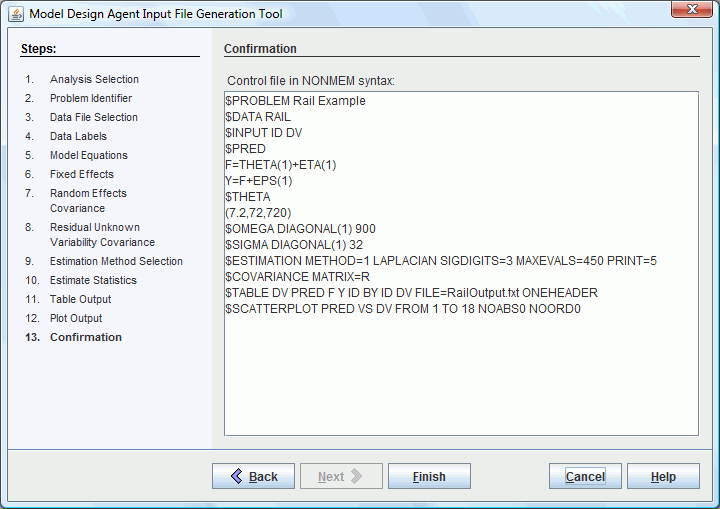 Model Design Agent Input File Generation Tool
Steps:
1. Analysis Selection
2. Problem Identifier
3. Data File Selection
4. Data Labels
5. Model Equations
6. Fixed Effects
7. Random Effects
Covariance
8. Residual Unknown
Variability Covariance
9. Estimation Method Selection
10. Estimate Statistics
11. Table Output
12. Plot Output
13. Confirmation
Confirmation
Control file in NONMEM syntax:
$PROBLEM Rail Example
$DATA RAIL
$INPUT ID DV
$PRED
F=THETA(1)+ETA(1)
Y=F+EPS(1)
$THETA
(7.2,72,720)
$OMEGA DIAGONAL(1) 900
$SIGMA DIAGONAL(1) 32
$ESTIMATION METHOD=1 LAPLACIAN SIGDIGITS=3 MAXEVALS=450 PRINT=5
$COVARIANCE MATRIX=R
$TABLE DV PRED F Y ID BY ID DV FILE=RailOutput.txt ONEHEADER
$SCATTERPLOT PRED VS DV FROM 1 TO 18 NOABS0 NOORD0
Back
Next
Finish
Cancel
Help